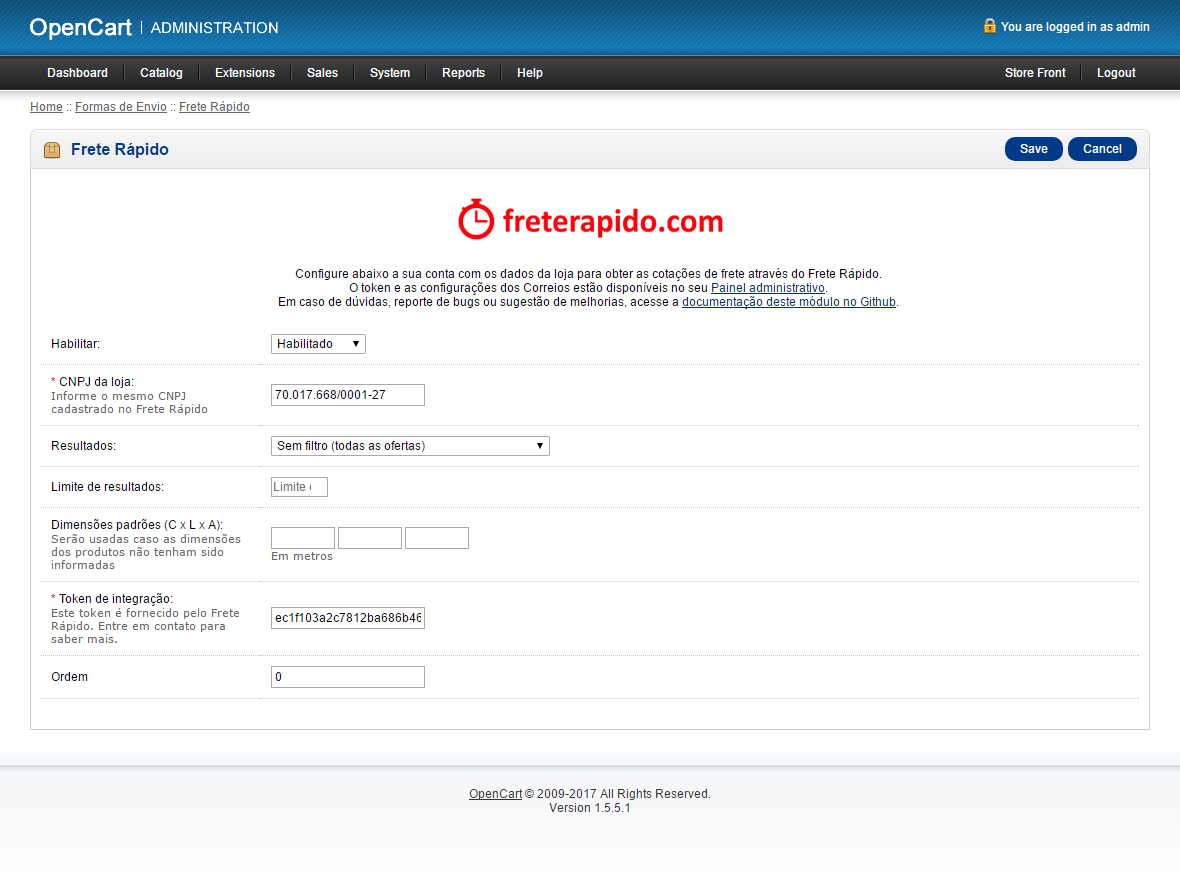 OpenCart | ADMINISTRATION
You are logged in as admin
Dashboard Catalog Extensions Sales System Reports Help Store Front Logout
Home :: Formas de Envio :: Frete Rápido
Frete Rápido Save Cancel
freterapido.com
Configure abaixo a sua conta com os dados da loja para obter as cotações de frete através do Frete Rápido.
O token e as configurações dos Correios estão disponíveis no seu Painel administrativo.
Em caso de dúvidas, reporte de bugs ou sugestão de melhorias, acesse a documentação deste módulo no Github.
Habilitar: Habilitado
* CNPJ da loja:
Informe o mesmo CNPJ
cadastrado no Frete Rápido
70.017.668/0001-27
Resultados: Sem filtro (todas as ofertas)
Limite de resultados: Limite
Dimensões padrões (C x L x A):
Serão usadas caso as dimensões
dos produtos não tenham sido
informadas
Em metros
* Token de integração:
Este token é fornecido pelo Frete
Rápido. Entre em contato para
saber mais.
ec1f103a2c7812ba686b46
Ordem 0
OpenCart © 2009-2017 All Rights Reserved.
Version 1.5.5.1